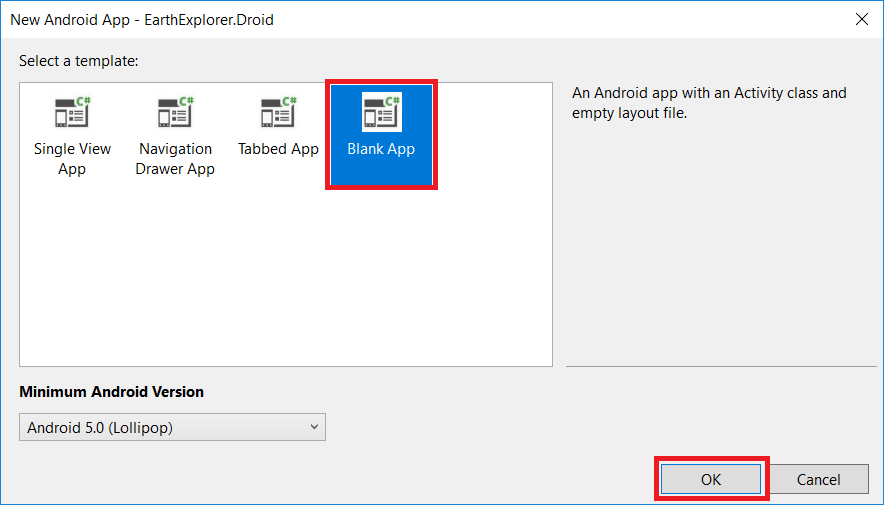 New Android App - EarthExplorer.Droid
Select a template:
C#
Single View
App
C#
Navigation
Drawer App
C#
Tabbed App
C#
Blank App
An Android app with an Activity class and
empty layout file.
Minimum Android Version
Android 5.0 (Lollipop)
OK
Cancel